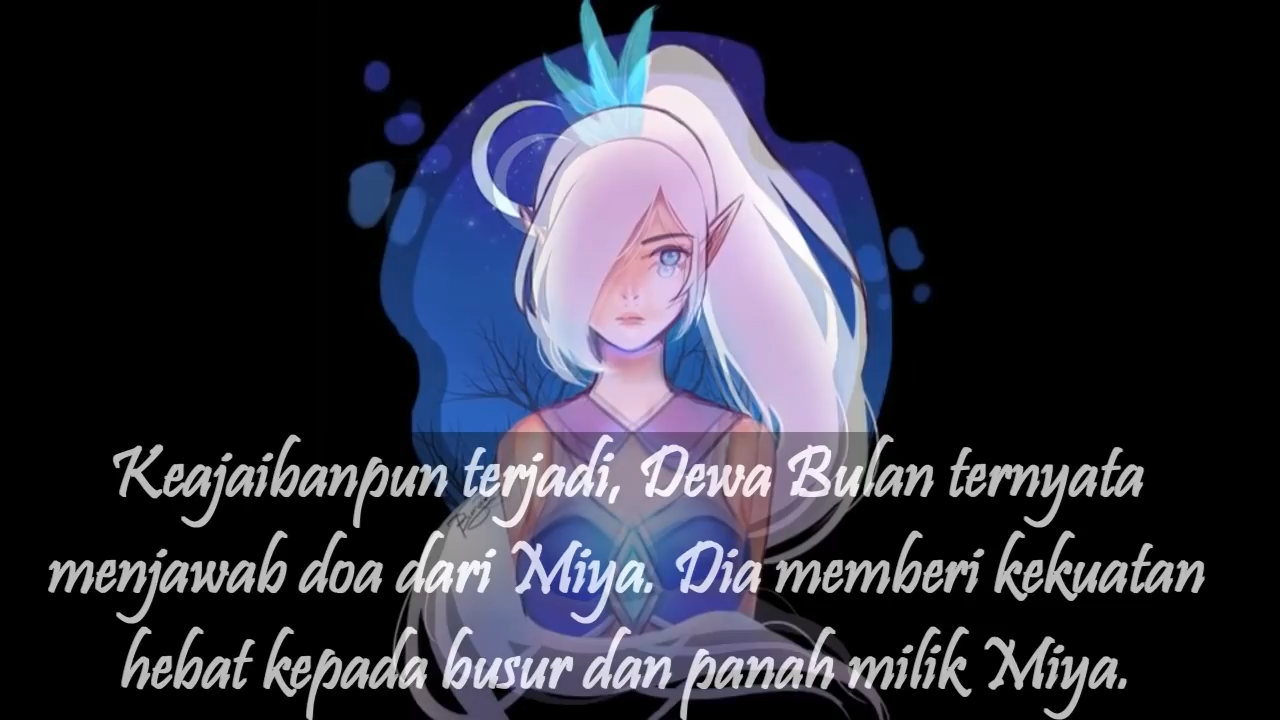 Keajaibanpun terjadi, Dewa Bulan ternyata
menjawab doa dari Miya. Dia memberi kekuatan
hebat kepada busur dan panah milik Miya.